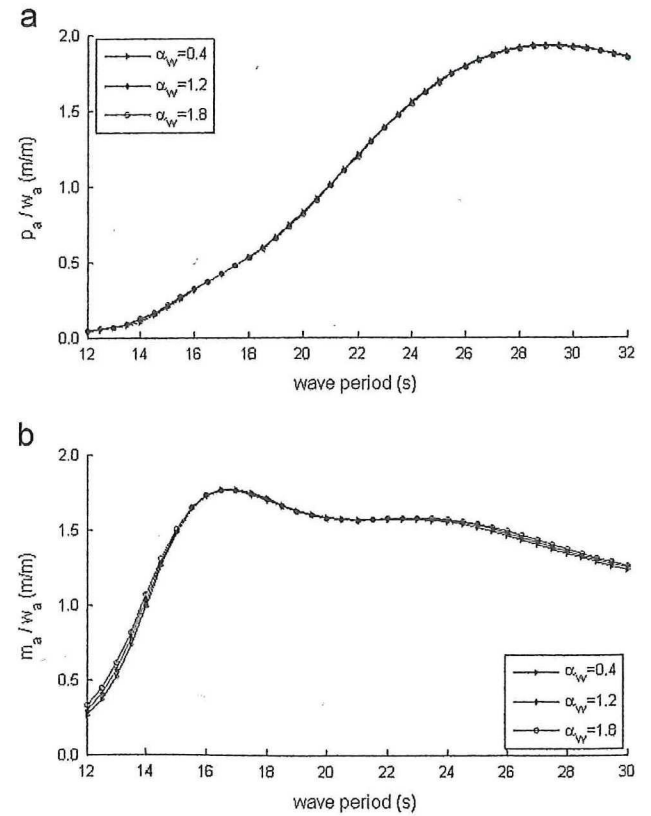 a
2.0
1.5
1.0
0.5
0.0
p_a / w_a (m/m)
α_w=0.4
α_w=1.2
α_w=1.8
12 14 16 18 20 22 24 26 28 30 32
wave period (s)
b
2.0
1.5
1.0
0.5
0.0
m_a / w_a (m/m)
α_w=0.4
α_w=1.2
α_w=1.8
12 14 16 18 20 22 24 26 28 30
wave period (s)